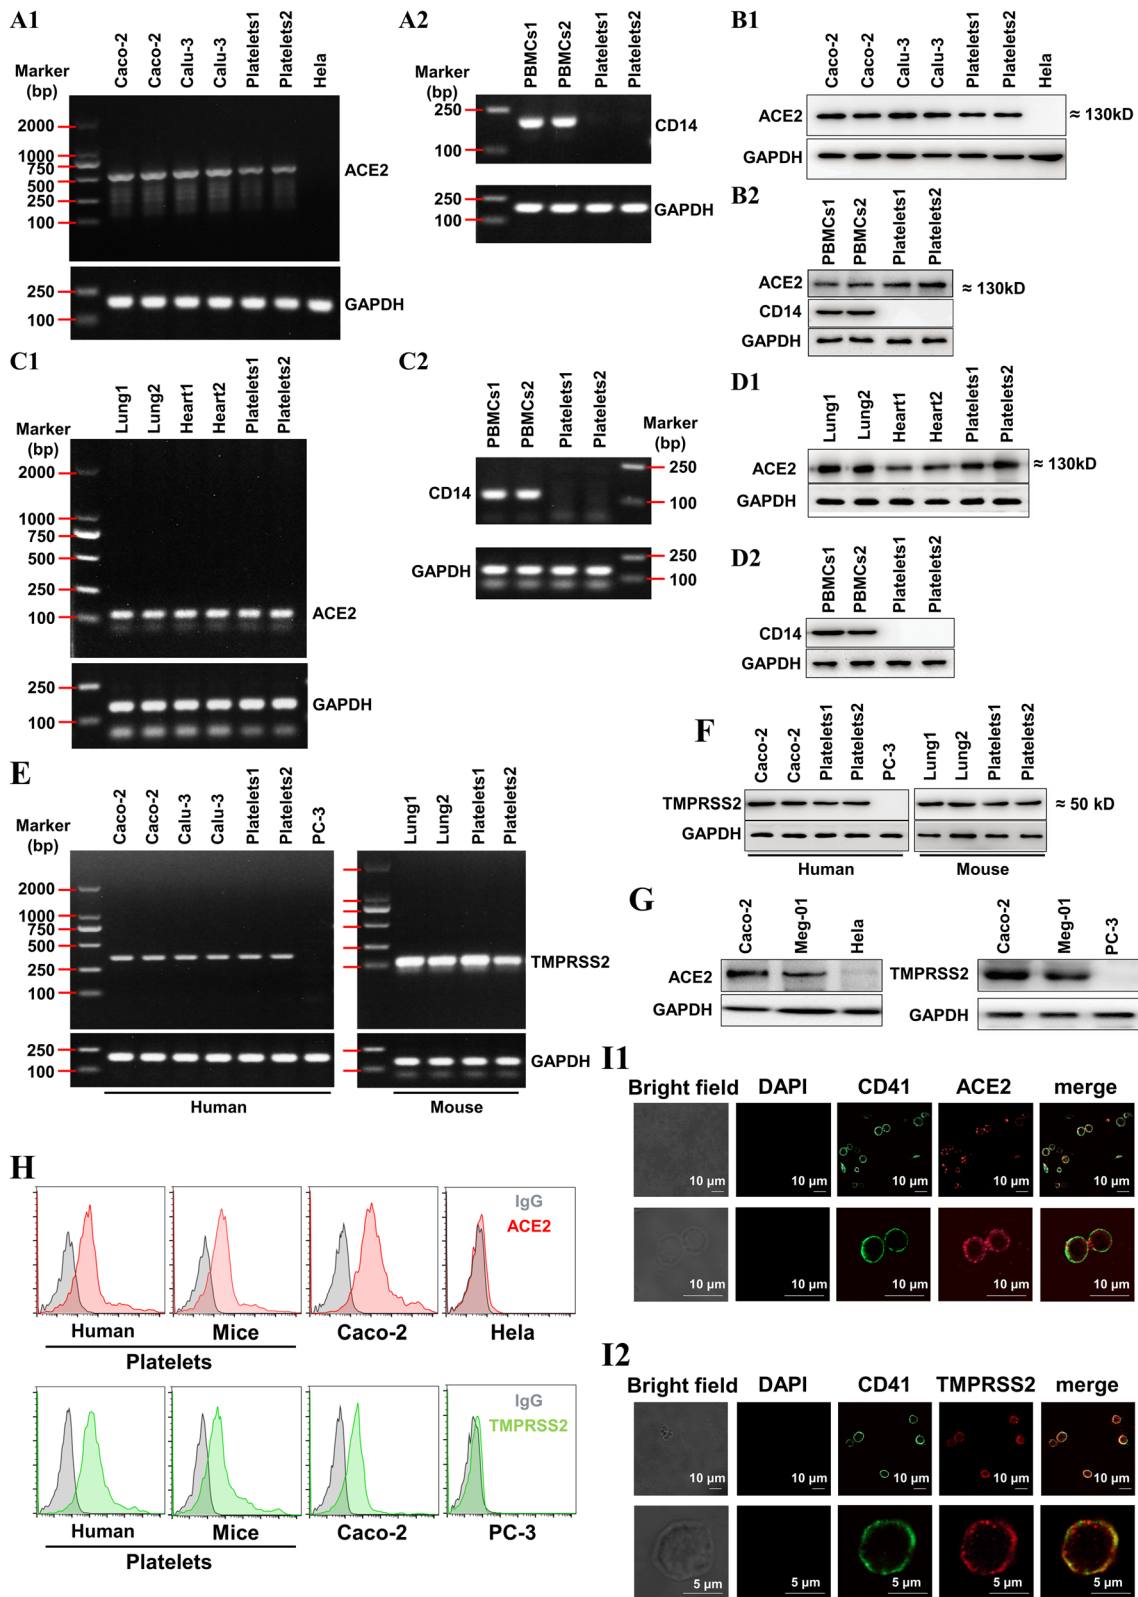 A1
Caco-2 Caco-2 Calu-3 Calu-3 Platelets1 Platelets2 Hela
Marker
(bp)
2000
1000
750
500
250
100
ACE2
250
100
GAPDH
A2
PBMCs1 PBMCs2 Platelets1 Platelets2
Marker
(bp)
250
100
CD14
250
100
GAPDH
B1
Caco-2 Caco-2 Calu-3 Calu-3 Platelets1 Platelets2 Hela
ACE2 ≈ 130kD
GAPDH
B2
PBMCs1 PBMCs2 Platelets1 Platelets2
ACE2 ≈ 130kD
CD14
GAPDH
C1
Lung1 Lung2 Heart1 Heart2 Platelets1 Platelets2
Marker
(bp)
2000
1000
750
500
250
100
ACE2
250
100
GAPDH
C2
PBMCs1 PBMCs2 Platelets1 Platelets2
Marker
(bp)
CD14
250
100
GAPDH
250
100
D1
Lung1 Lung2 Heart1 Heart2 Platelets1 Platelets2
ACE2 ≈ 130kD
GAPDH
D2
PBMCs1 PBMCs2 Platelets1 Platelets2
CD14
GAPDH
E
Caco-2 Caco-2 Calu-3 Calu-3 Platelets1 Platelets2 PC-3
Lung1 Lung2 Platelets1 Platelets2
Marker
(bp)
2000
1000
750
500
250
100
TMPRSS2
250
100
GAPDH
Human Mouse
F
Caco-2 Caco-2 Platelets1 Platelets2 PC-3
Lung1 Lung2 Platelets1 Platelets2
TMPRSS2 ≈ 50 kD
GAPDH
Human Mouse
G
Caco-2 Meg-01 Hela
ACE2
GAPDH
Caco-2 Meg-01 PC-3
TMPRSS2
GAPDH
H
IgG
ACE2
Human Mice Caco-2 Hela
Platelets
IgG
TMPRSS2
Human Mice Caco-2 PC-3
Platelets
I1
Bright field DAPI CD41 ACE2 merge
10 µm 10 µm 10 µm 10 µm 10 µm
10 µm 10 µm 10 µm 10 µm 10 µm
I2
Bright field DAPI CD41 TMPRSS2 merge
10 µm 10 µm 10 µm 10 µm 10 µm
5 µm 5 µm 5 µm 5 µm 5 µm